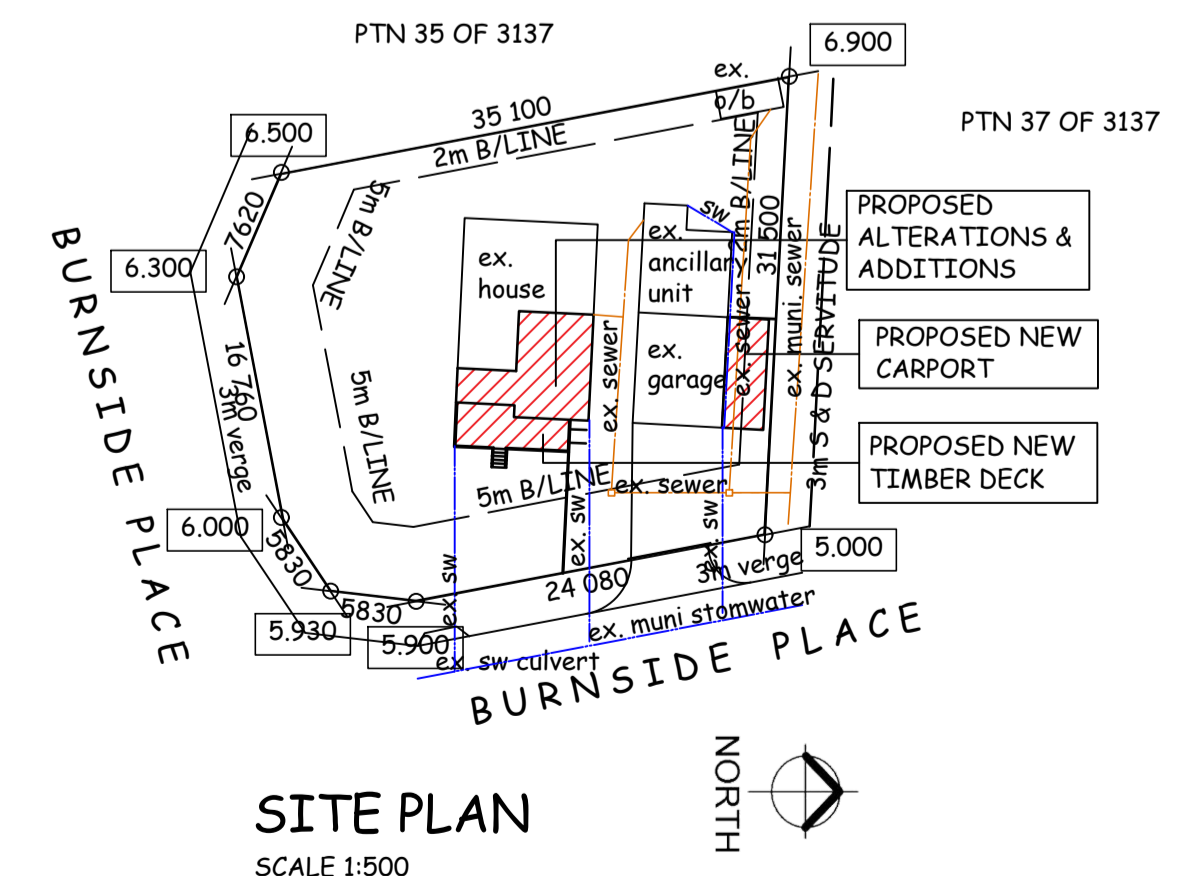 PTN 35 OF 3137
6.900
ex.
b/b
35 100
2m B/LINE
PTN 37 OF 3137
6.500
7620
5m B/LINE
6.300
BURNSIDE PLACE
16 760
3m verge
5m B/LINE
ex.
house
sw
ex.
ancillar
unit
2m B/LINE
31 500
ex. sewer
ex. muni. sewer
3m S & D SERVITUDE
PROPOSED
ALTERATIONS &
ADDITIONS
ex. sewer
ex.
garage
PROPOSED NEW
CARPORT
PROPOSED NEW
TIMBER DECK
5m B/LINE
ex. sewer
6.000
5830
ex. sw
ex. sw
ex. sw
5.000
3m verge
24 080
5830
5.930
5.900
ex. muni stomwater
ex. sw culvert
BURNSIDE PLACE
NORTH
SITE PLAN
SCALE 1:500